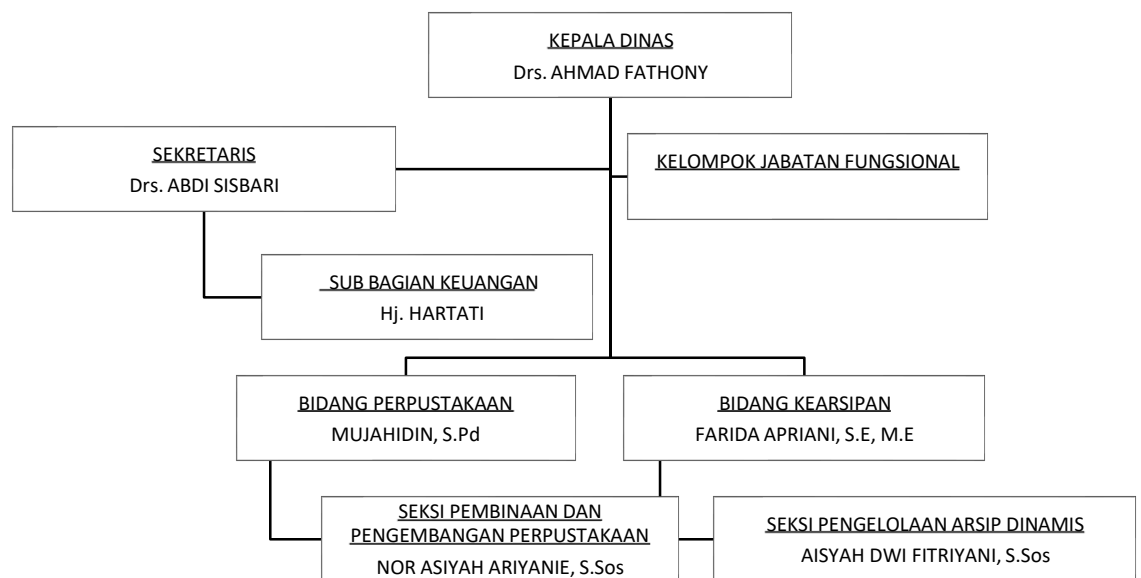 KEPALA DINAS
Drs. AHMAD FATHONY
SEKRETARIS
Drs. ABDI SISBARI
KELOMPOK JABATAN FUNGSIONAL
SUB BAGIAN KEUANGAN
Hj. HARTATI
BIDANG PERPUSTAKAAN
MUJAHIDIN, S.Pd
BIDANG KEARSIPAN
FARIDA APRIANI, S.E, M.E
SEKSI PEMBINAAN DAN
PENGEMBANGAN PERPUSTAKAAN
NOR ASIYAH ARIYANIE, S.Sos
SEKSI PENGELOLAAN ARSIP DINAMIS
AISYAH DWI FITRIYANI, S.Sos